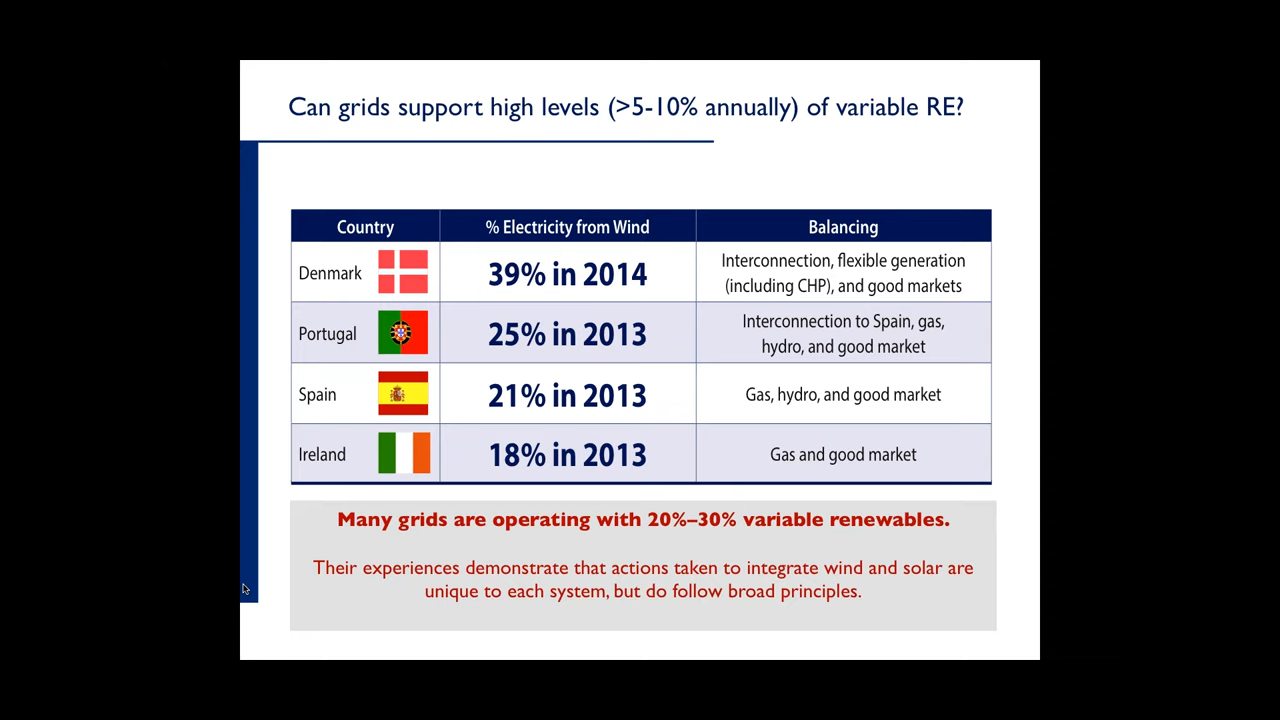 Can grids support high levels (>5-10% annually) of variable RE?
Country
% Electricity from Wind
Balancing
Denmark
39% in 2014
Interconnection, flexible generation
(including CHP), and good markets
Portugal
25% in 2013
Interconnection to Spain, gas,
hydro, and good market
Spain
21% in 2013
Gas, hydro, and good market
Ireland
18% in 2013
Gas and good market
Many grids are operating with 20%–30% variable renewables.
Their experiences demonstrate that actions taken to integrate wind and solar are
unique to each system, but do follow broad principles.